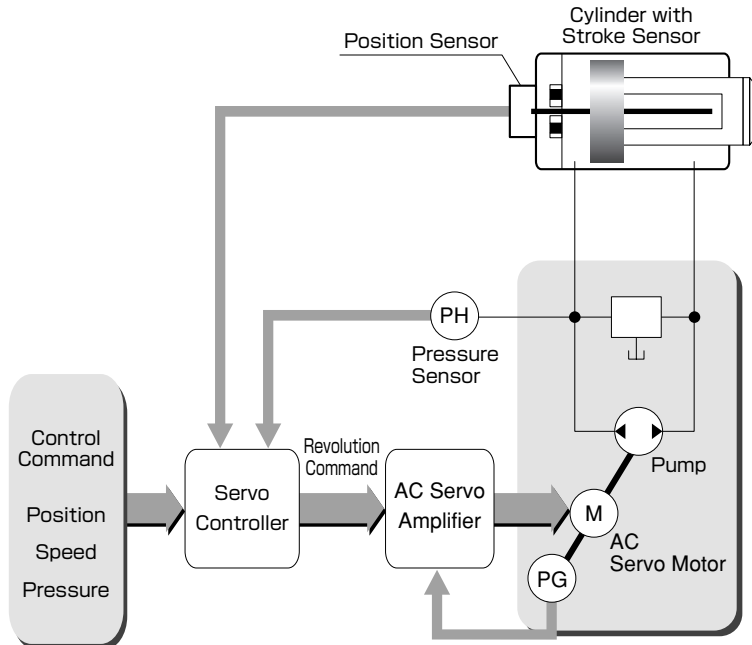 Cylinder with
Stroke Sensor
Position Sensor
PH
Pressure
Sensor
Control
Command
Position
Speed
Pressure
Servo
Controller
Revolution
Command
AC Servo
Amplifier
Pump
M
AC
Servo Motor
PG